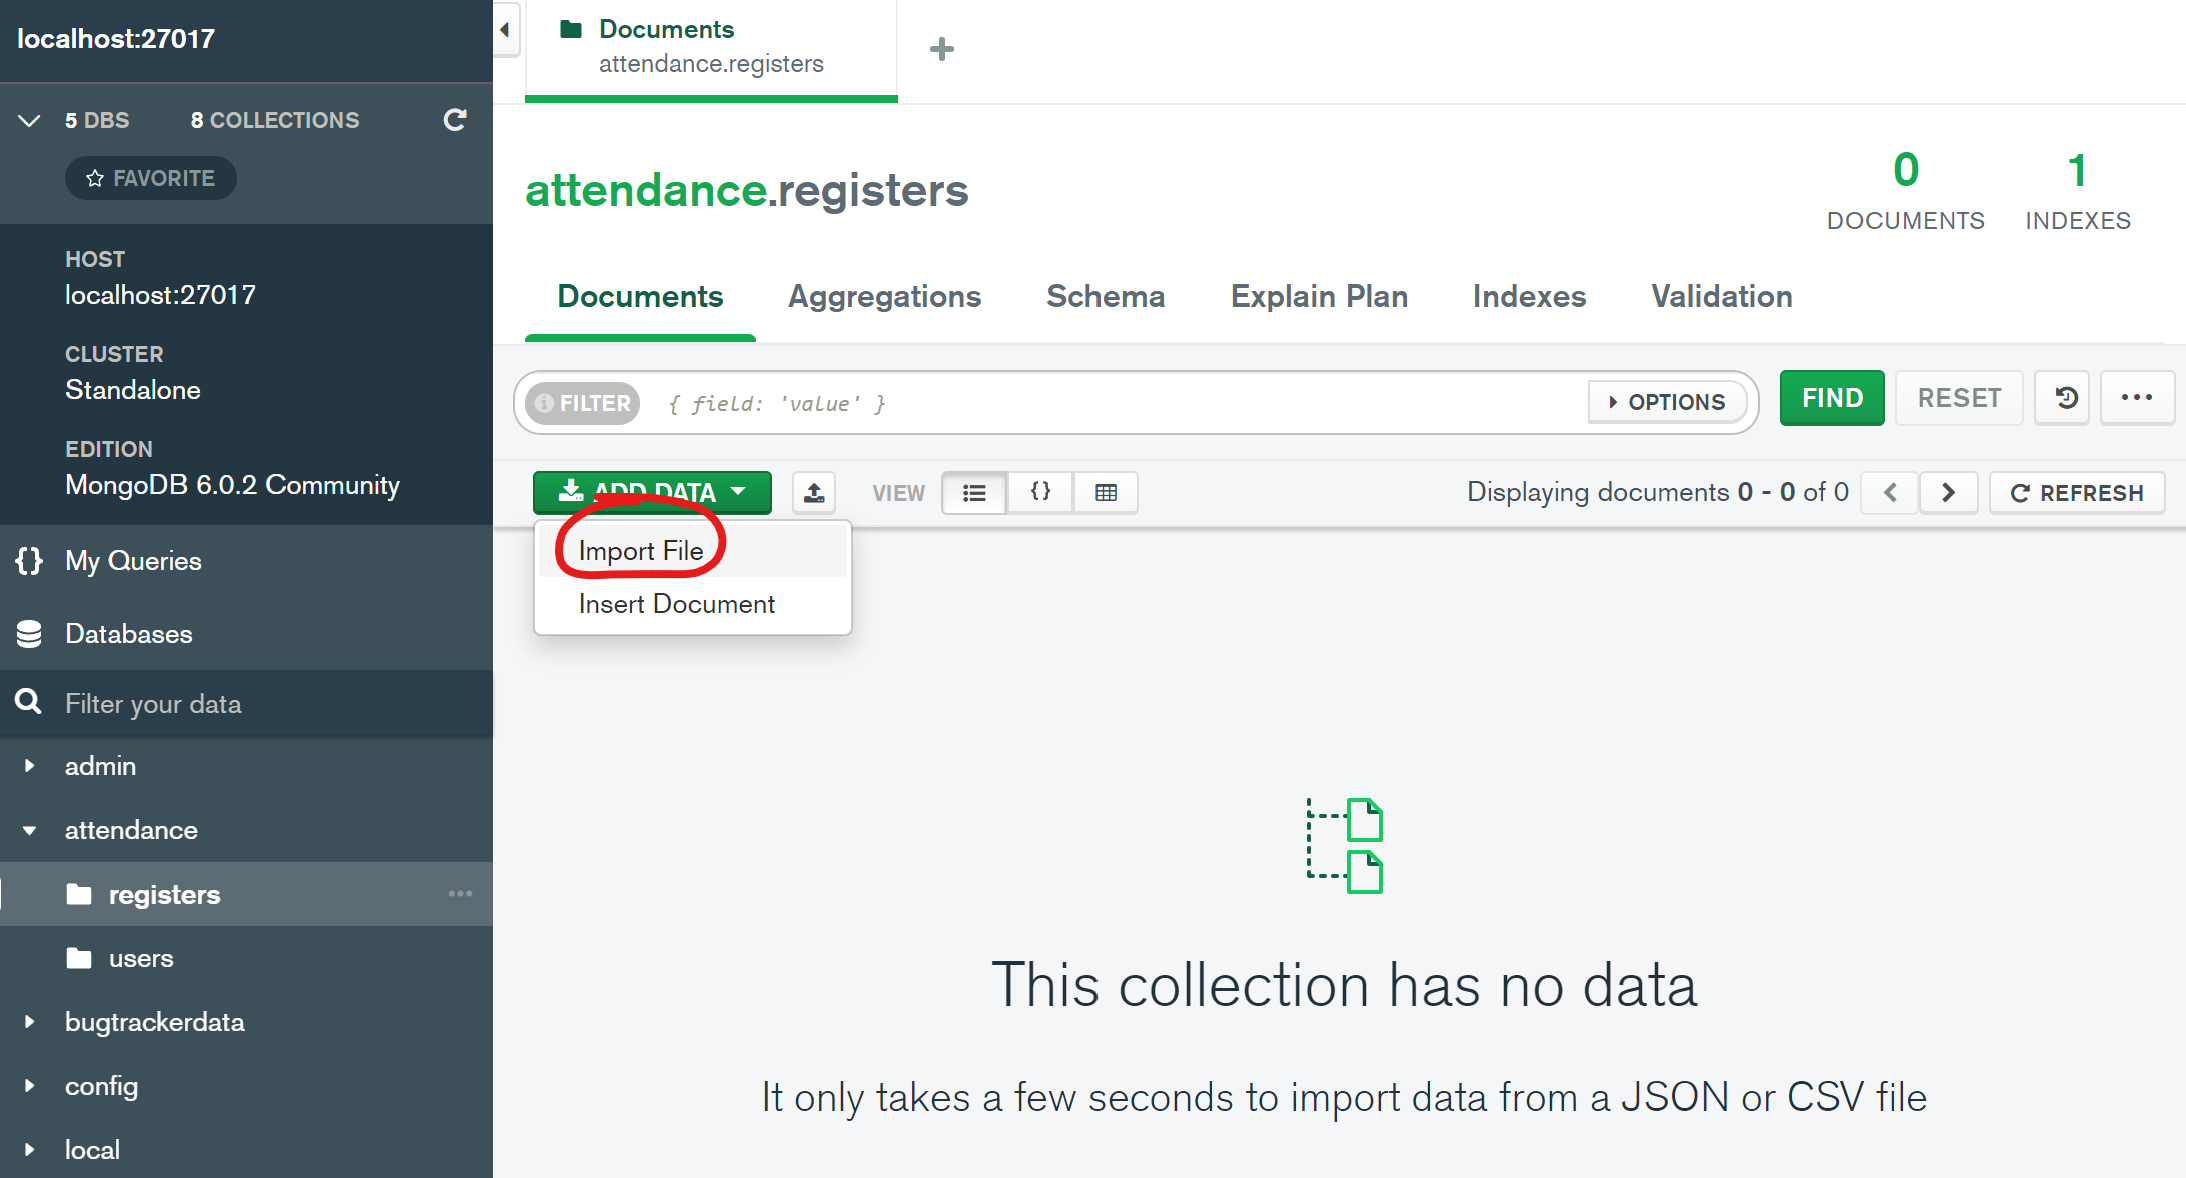 localhost:27017
5 DBS 8 COLLECTIONS
FAVORITE
HOST
localhost:27017
CLUSTER
Standalone
EDITION
MongoDB 6.0.2 Community
My Queries
Databases
Filter your data
admin
attendance
registers
users
bugtrackerdata
config
local
Documents
attendance.registers
attendance.registers
0
DOCUMENTS
1
INDEXES
Documents Aggregations Schema Explain Plan Indexes Validation
FILTER { field: 'value' } OPTIONS FIND RESET
ADD DATA VIEW Displaying documents 0 - 0 of 0 REFRESH
Import File
Insert Document
This collection has no data
It only takes a few seconds to import data from a JSON or CSV file